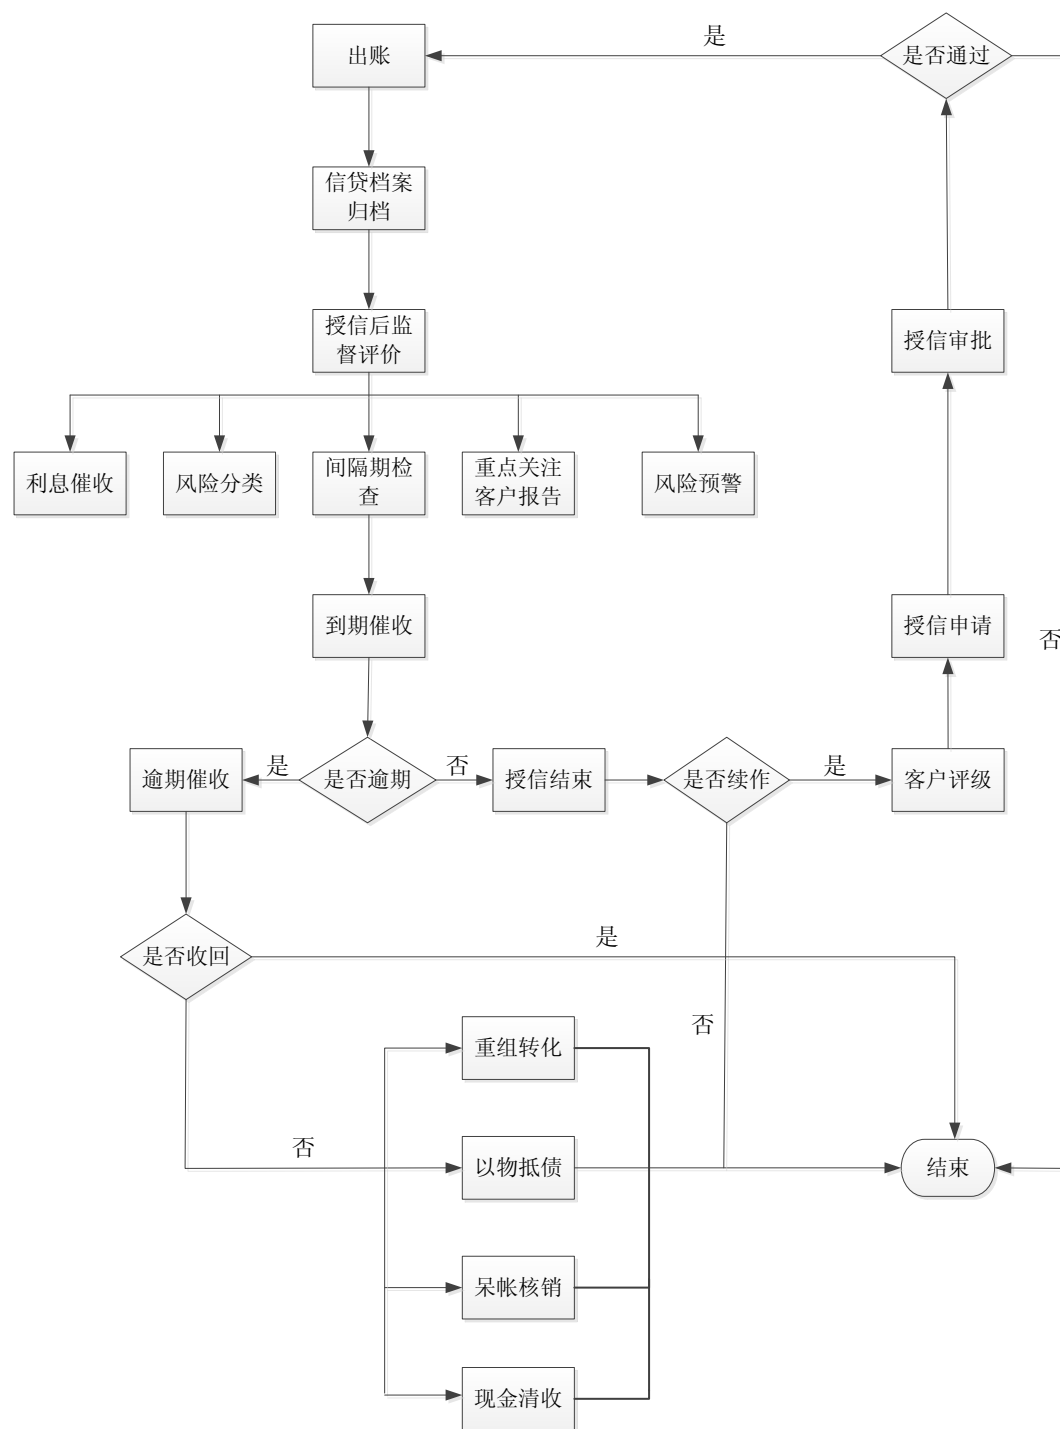 出账
是
是否通过
信贷档案
归档
授信后监
督评价
授信审批
利息催收
风险分类
间隔期检
查
重点关注
客户报告
风险预警
到期催收
授信申请
否
逾期催收
是
是否逾期
否
授信结束
是否续作
是
客户评级
是否收回
是
否
重组转化
否
以物抵债
结束
呆帐核销
现金清收